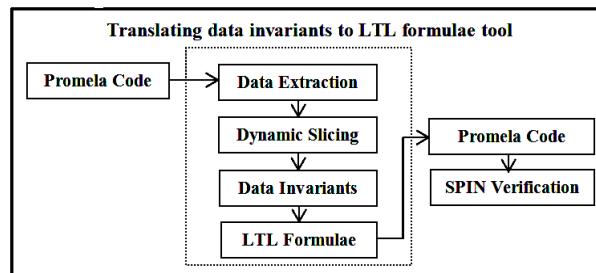 Translating data invariants to LTL formulae tool
Promela Code
Data Extraction
Dynamic Slicing
Data Invariants
LTL Formulae
Promela Code
SPIN Verification